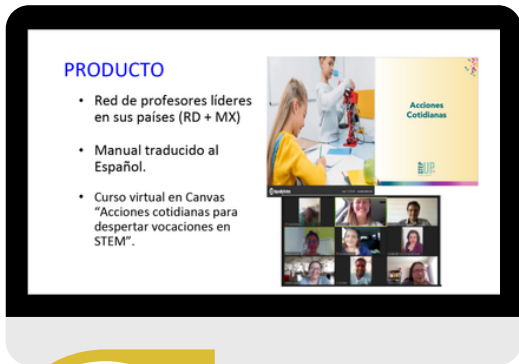 PRODUCTO
• Red de profesores líderes
en sus países (RD + MX)
• Manual traducido al
Español.
• Curso virtual en Canvas
“Acciones cotidianas para
despertar vocaciones en
STEM”.
Acciones
Cotidianas
UP